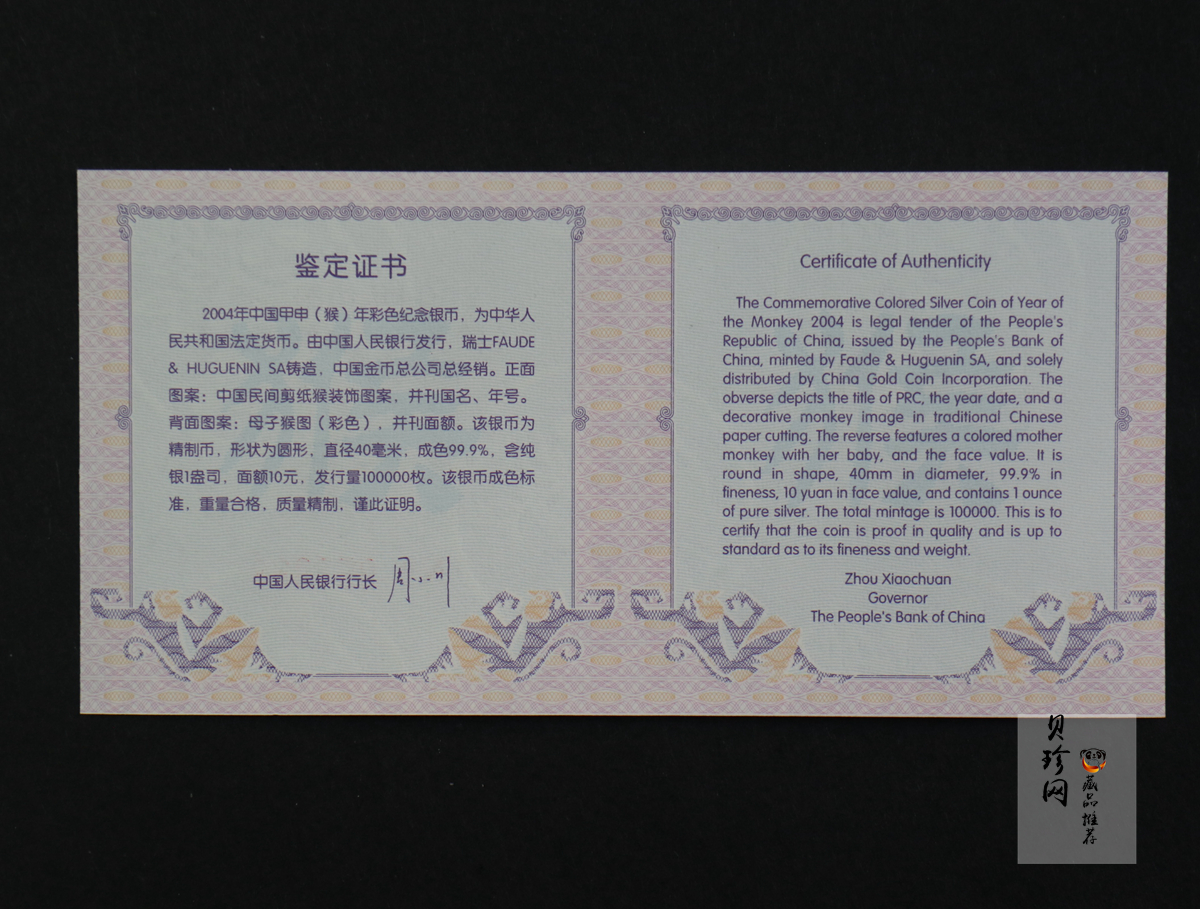 鉴定证书
2004年中国甲申（猴）年彩色纪念银币，为中华人
民共和国法定货币。由中国人民银行发行，瑞士FAUDE
& HUGUENIN SA铸造，中国金币总公司总经销。正面
图案：中国民间剪纸猴装饰图案，并刊国名、年号。
背面图案：母子猴图（彩色），并刊面额。该银币为
精制币，形状为圆形，直径40毫米，成色99.9%，含纯
银1盎司，面额10元，发行量100000枚。该银币成色标
准，重量合格，质量精制，谨此证明。
中国人民银行行长 周小川
Certificate of Authenticity
The Commemorative Colored Silver Coin of Year of
the Monkey 2004 is legal tender of the People's
Republic of China, issued by the People's Bank of
China, minted by Faude & Huguenin SA, and solely
distributed by China Gold Coin Incorporation. The
obverse depicts the title of PRC, the year date, and a
decorative monkey image in traditional Chinese
paper cutting. The reverse features a colored mother
monkey with her baby, and the face value. It is
round in shape, 40mm in diameter, 99.9% in
fineness, 10 yuan in face value, and contains 1 ounce
of pure silver. The total mintage is 100000. This is to
certify that the coin is proof in quality and is up to
standard as to its fineness and weight.
Zhou Xiaochuan
Governor
The People's Bank of China
贝珍网
藏品推荐